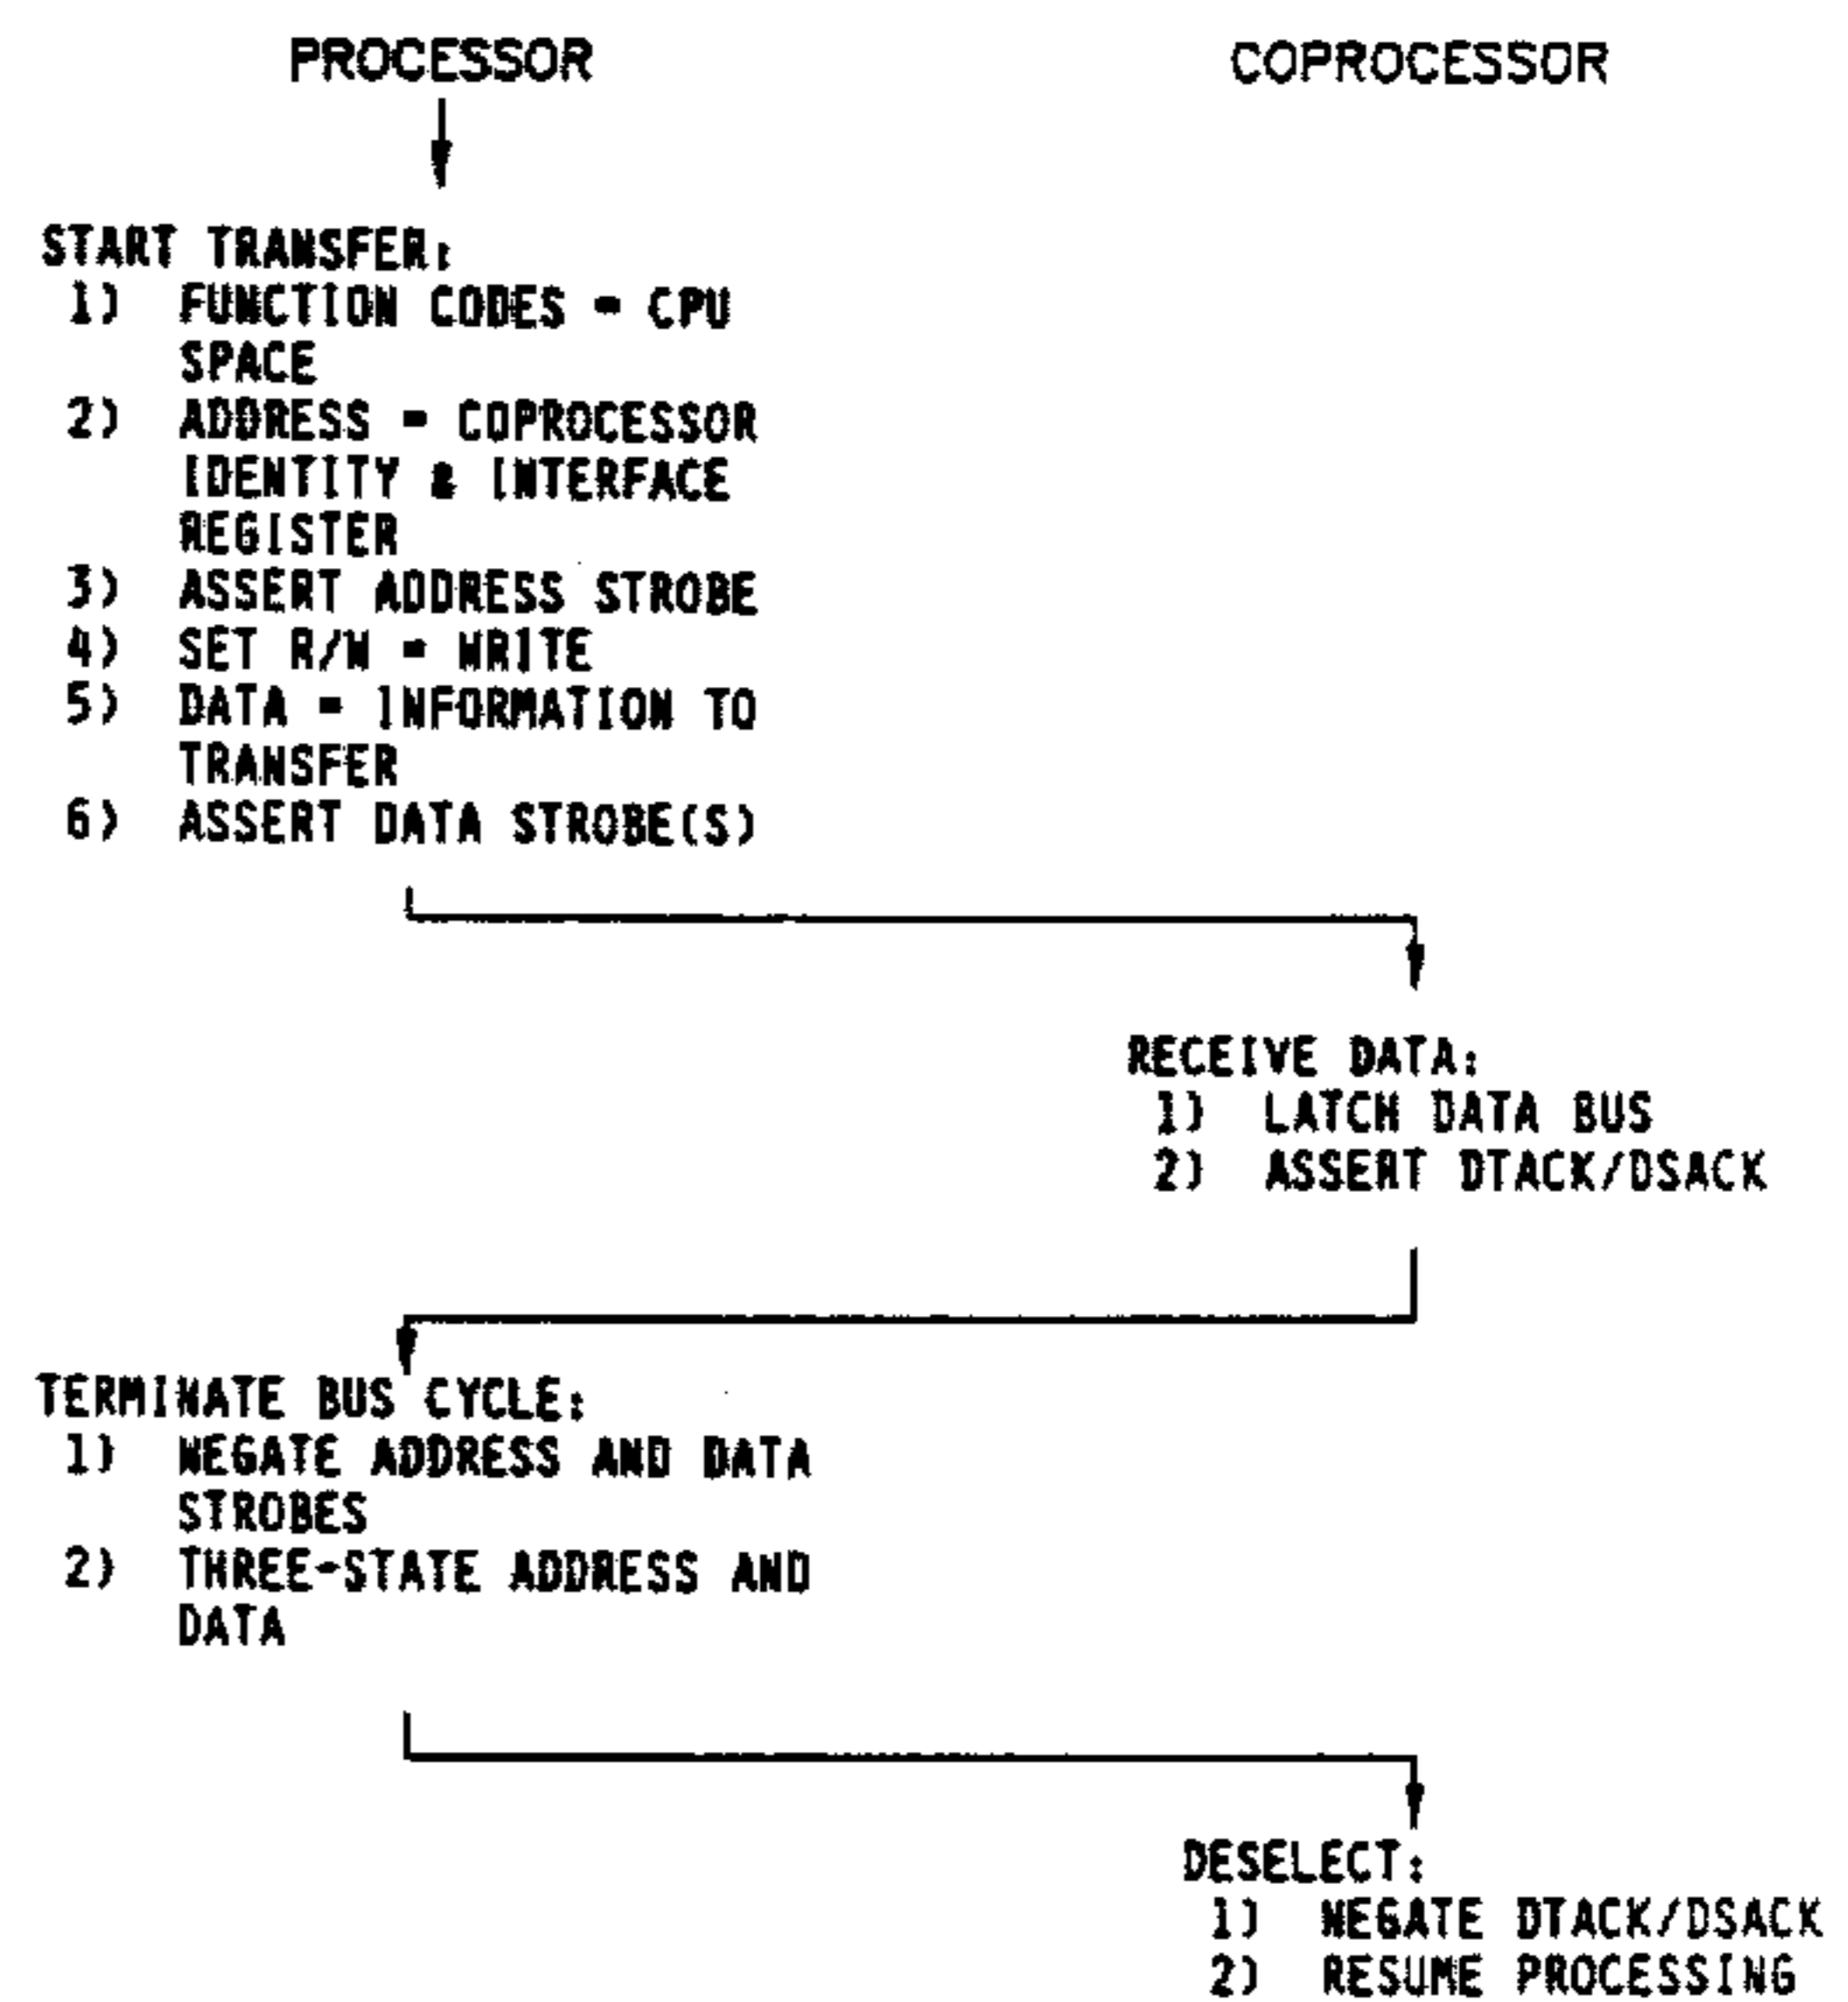 PROCESSOR
COPROCESSOR
START TRANSFER:
1) FUNCTION CODES = CPU
SPACE
2) ADDRESS = COPROCESSOR
IDENTITY & INTERFACE
REGISTER
3) ASSERT ADDRESS STROBE
4) SET R/W = WRITE
5) DATA = INFORMATION TO
TRANSFER
6) ASSERT DATA STROBE(S)
RECEIVE DATA:
1) LATCH DATA BUS
2) ASSERT DTACK/DSACK
TERMINATE BUS CYCLE:
1) NEGATE ADDRESS AND DATA
STROBES
2) THREE-STATE ADDRESS AND
DATA
DESELECT:
1) NEGATE DTACK/DSACK
2) RESUME PROCESSING